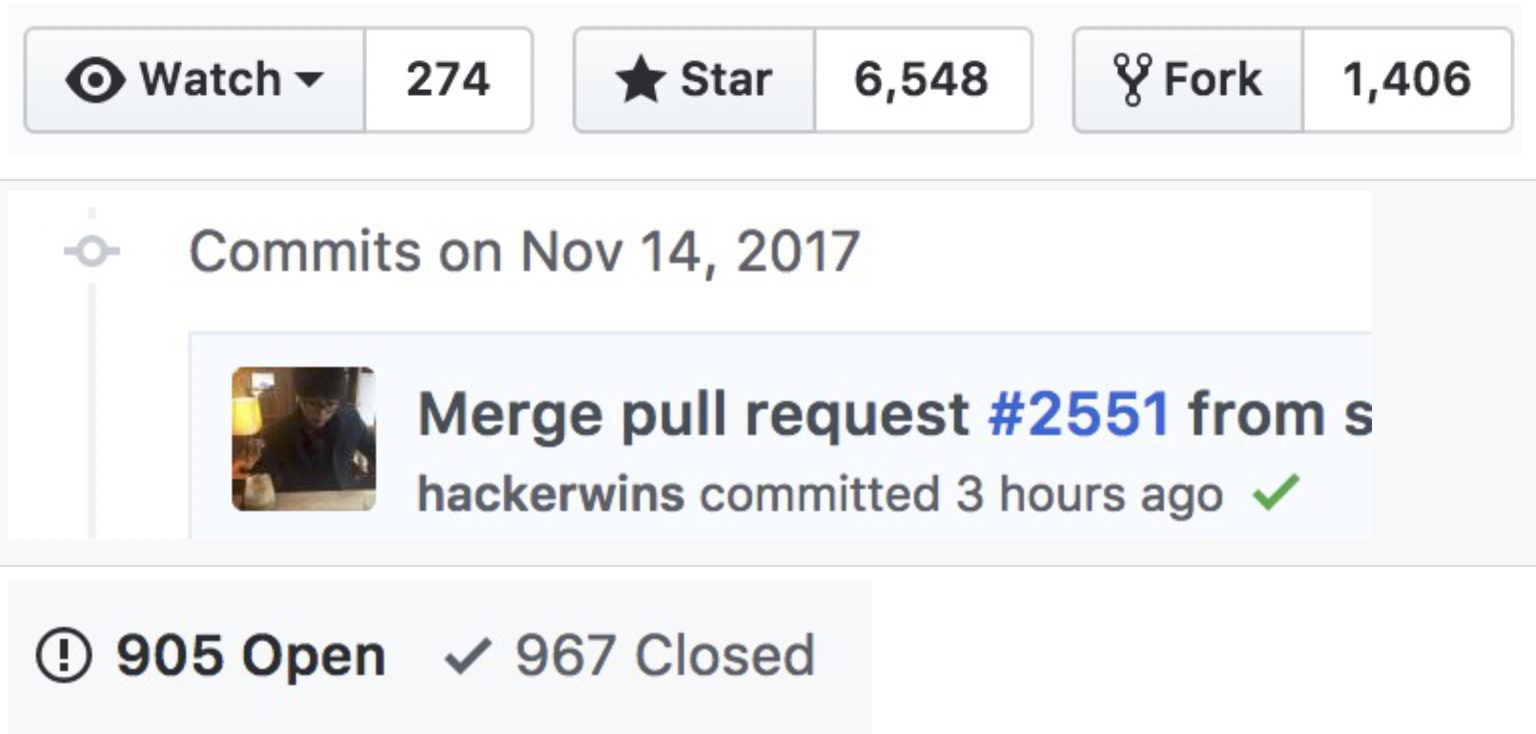 Watch 274 Star 6,548 Fork 1,406
Commits on Nov 14, 2017
Merge pull request #2551 from s
hackerwins committed 3 hours ago
905 Open 967 Closed